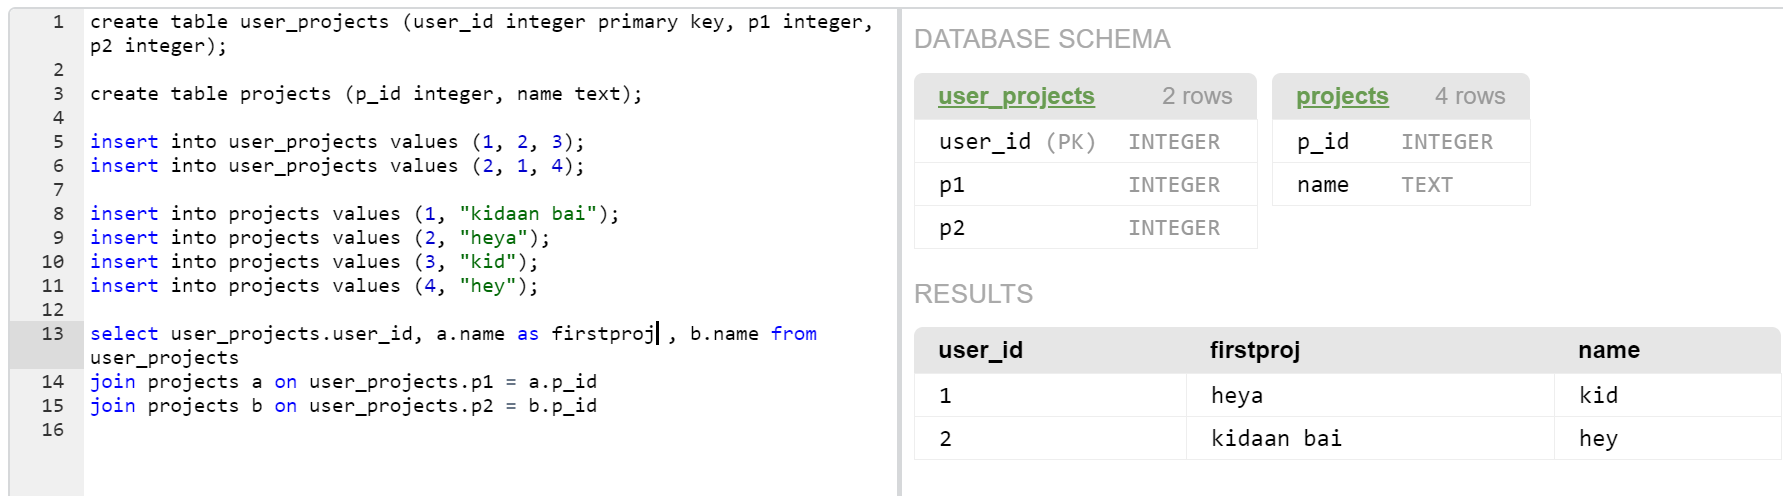 1 create table user_projects (user_id integer primary key, p1 integer,
p2 integer);
2
3 create table projects (p_id integer, name text);
4
5 insert into user_projects values (1, 2, 3);
6 insert into user_projects values (2, 1, 4);
7
8 insert into projects values (1, "kidaan bai");
9 insert into projects values (2, "heya");
10 insert into projects values (3, "kid");
11 insert into projects values (4, "hey");
12
13 select user_projects.user_id, a.name as firstproj , b.name from
user_projects
14 join projects a on user_projects.p1 = a.p_id
15 join projects b on user_projects.p2 = b.p_id
16
DATABASE SCHEMA
user_projects 2 rows
user_id (PK) INTEGER
p1 INTEGER
p2 INTEGER
projects 4 rows
p_id INTEGER
name TEXT
RESULTS
user_id firstproj name
1 heya kid
2 kidaan bai hey